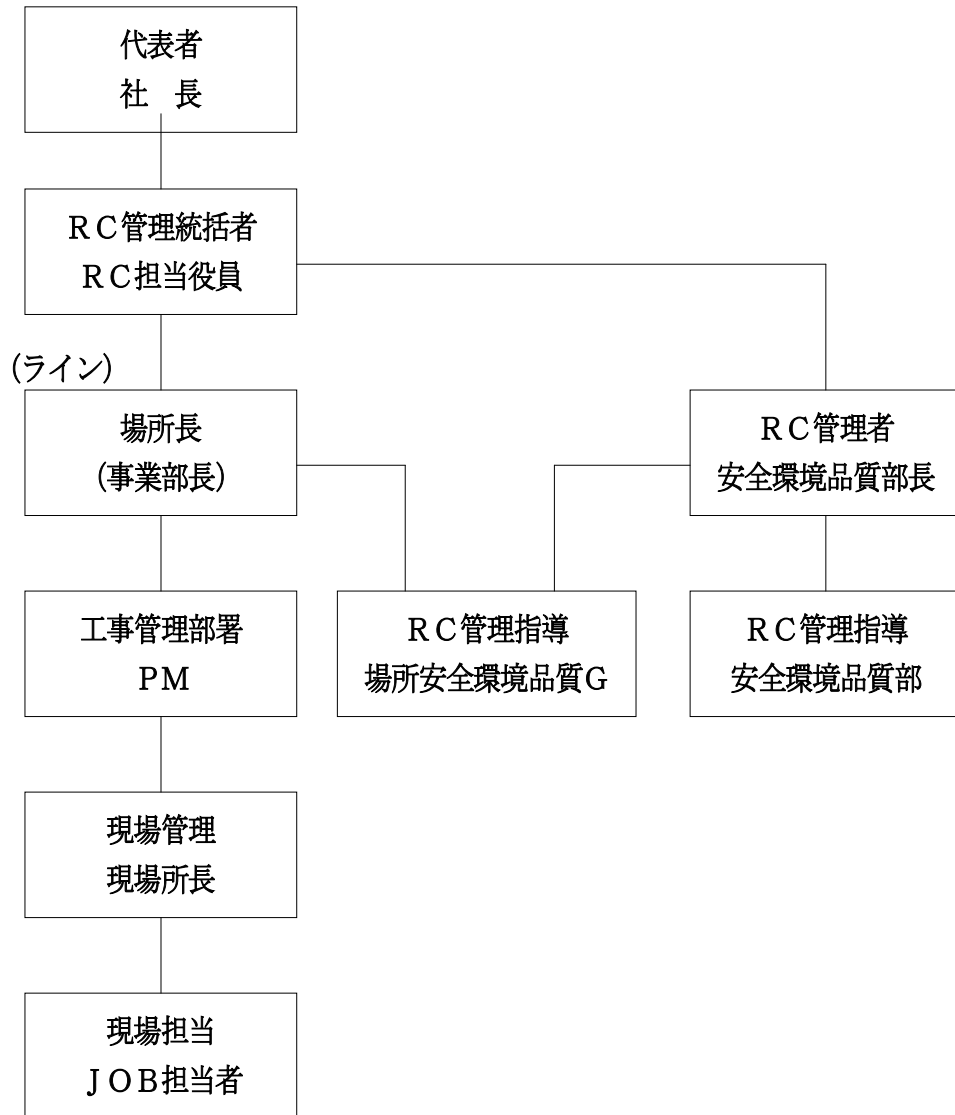 代表者
社　長
ＲＣ管理統括者
ＲＣ担当役員
(ライン)
場所長
(事業部長)
ＲＣ管理者
安全環境品質部長
工事管理部署
PM
ＲＣ管理指導
場所安全環境品質G
ＲＣ管理指導
安全環境品質部
現場管理
現場所長
現場担当
ＪＯＢ担当者